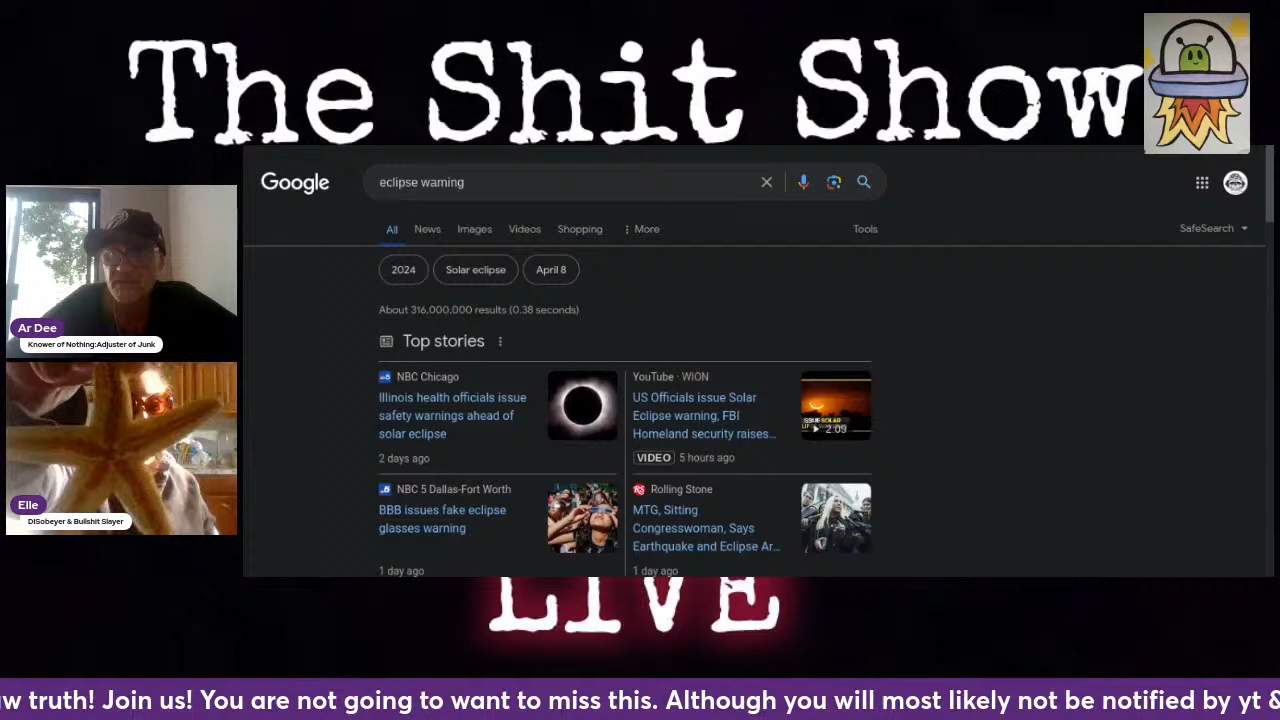 The Shit Show
Google
eclipse warning
All
News
Images
Videos
Shopping
More
Tools
SafeSearch
2024
Solar eclipse
April 8
About 316,000,000 results (0.38 seconds)
Top stories
NBC Chicago
Illinois health officials issue
safety warnings ahead of
solar eclipse
2 days ago
YouTube · WION
US Officials issue Solar
Eclipse warning, FBI
Homeland security raises...
VIDEO 5 hours ago
ISSUE SOLAR
2:09
NBC 5 Dallas-Fort Worth
BBB issues fake eclipse
glasses warning
1 day ago
Rolling Stone
MTG, Sitting
Congresswoman, Says
Earthquake and Eclipse Ar...
1 day ago
Ar Dee
Knower of Nothing:Adjuster of Junk
Elle
DISobeyer & Bullshit Slayer
LIVE
truth! Join us! You are not going to want to miss this. Although you will most likely not be notified by yt &